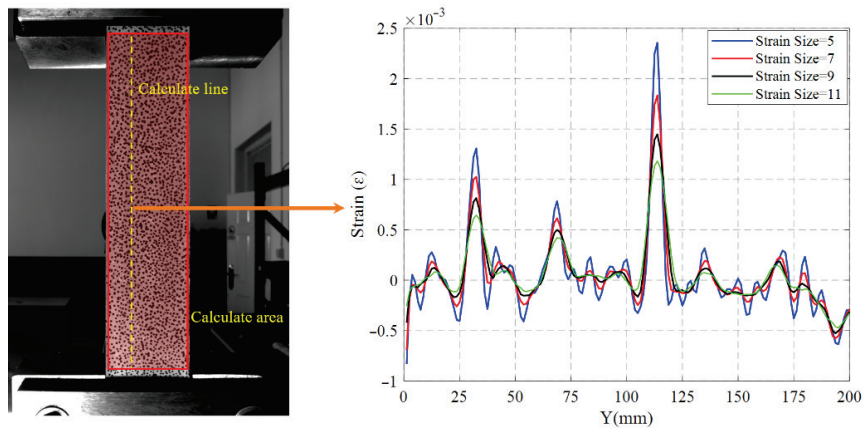 Calculate line
Calculate area
×10⁻³
2.5
2
1.5
1
0.5
0
−0.5
−1
Strain (ε)
Strain Size=5
Strain Size=7
Strain Size=9
Strain Size=11
0 25 50 75 100 125 150 175 200
Y(mm)